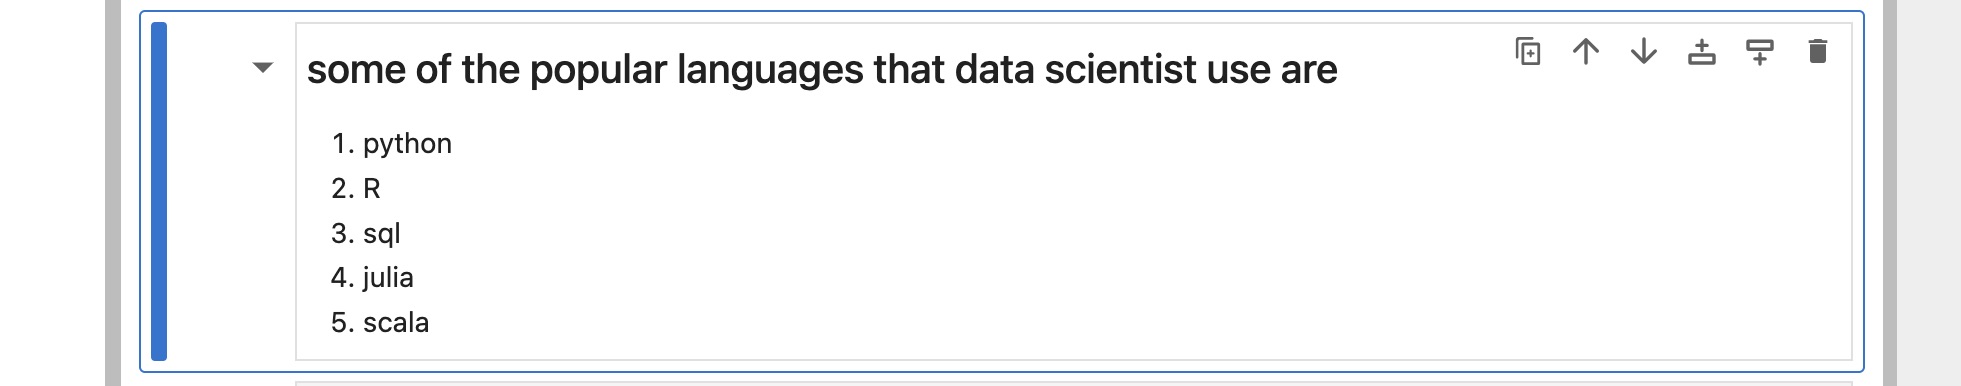 some of the popular languages that data scientist use are
1. python
2. R
3. sql
4. julia
5. scala